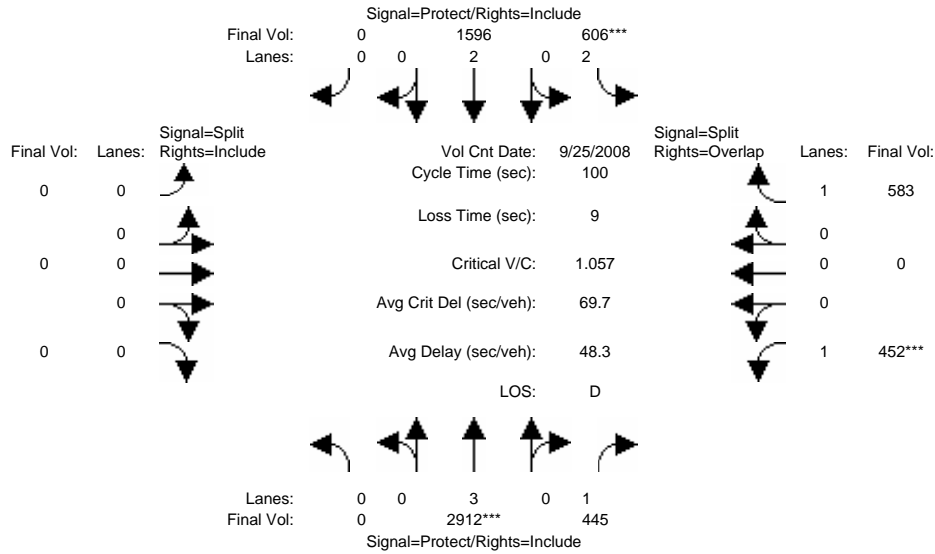 Signal=Protect/Rights=Include
Final Vol: 0 1596 606***
Lanes: 0 0 2 0 2
Signal=Split Signal=Split
Final Vol: Lanes: Rights=Include Vol Cnt Date: 9/25/2008 Rights=Overlap Lanes: Final Vol:
Cycle Time (sec): 100
0 0 1 583
Loss Time (sec): 9
0 0
0 0 Critical V/C: 1.057 0 0
0 Avg Crit Del (sec/veh): 69.7 0
0 0 Avg Delay (sec/veh): 48.3 1 452***
LOS: D
Lanes: 0 0 3 0 1
Final Vol: 0 2912*** 445
Signal=Protect/Rights=Include